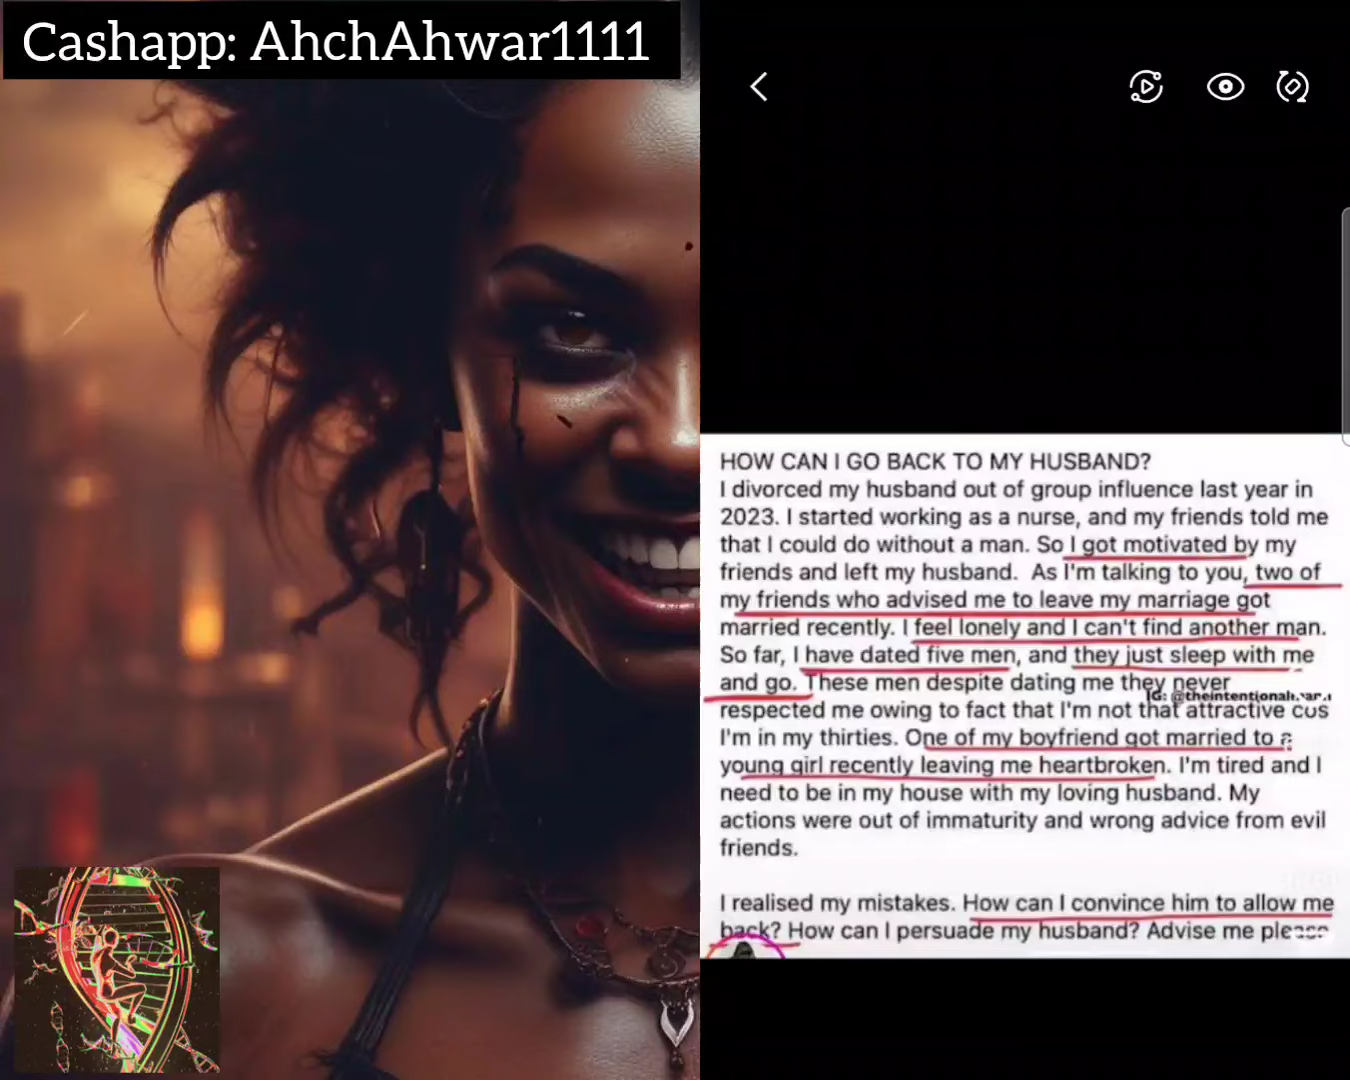 Cashapp: AhchAhwar1111
HOW CAN I GO BACK TO MY HUSBAND?
I divorced my husband out of group influence last year in
2023. I started working as a nurse, and my friends told me
that I could do without a man. So I got motivated by my
friends and left my husband.  As I'm talking to you, two of
my friends who advised me to leave my marriage got
married recently. I feel lonely and I can't find another man.
So far, I have dated five men, and they just sleep with me
and go. These men despite dating me they never
IG:
respected me owing to fact that I'm not that attractive cus
I'm in my thirties. One of my boyfriend got married to a
young girl recently leaving me heartbroken. I'm tired and I
need to be in my house with my loving husband. My
actions were out of immaturity and wrong advice from evil
friends.
I realised my mistakes. How can I convince him to allow me
back? How can I persuade my husband? Advise me please